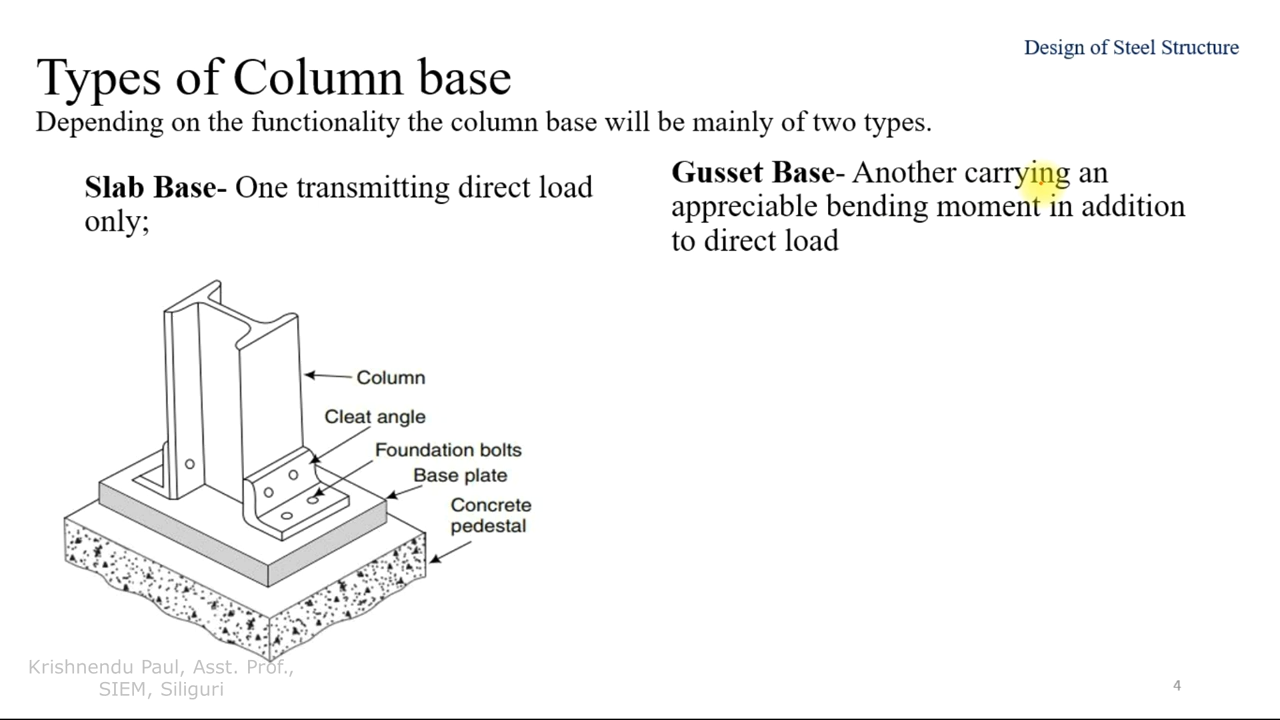 Design of Steel Structure
Types of Column base
Depending on the functionality the column base will be mainly of two types.
Slab Base- One transmitting direct load
only;
Gusset Base- Another carrying an
appreciable bending moment in addition
to direct load
Column
Cleat angle
Foundation bolts
Base plate
Concrete
pedestal
Krishnendu Paul, Asst. Prof.,
SIEM, Siliguri
4